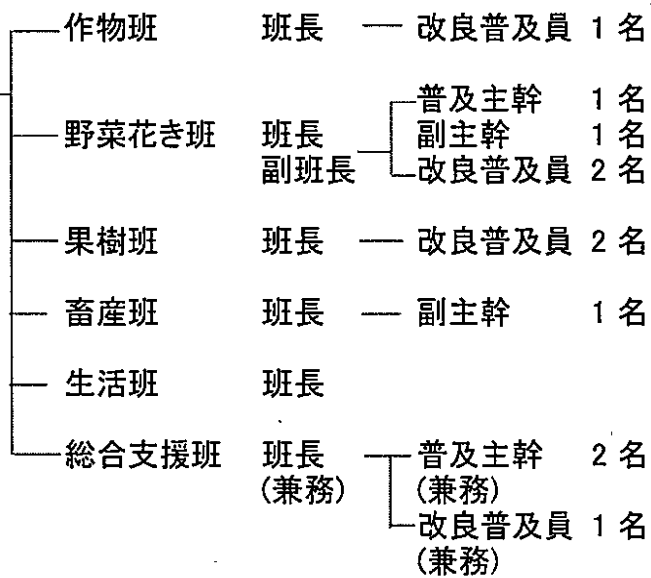 作物班 班長 改良普及員 1名
普及主幹 1名
野菜花き班 班長 副主幹 1名
副班長 改良普及員 2名
果樹班 班長 改良普及員 2名
畜産班 班長 副主幹 1名
生活班 班長
総合支援班 班長 普及主幹 2名
(兼務) (兼務)
改良普及員 1名
(兼務)